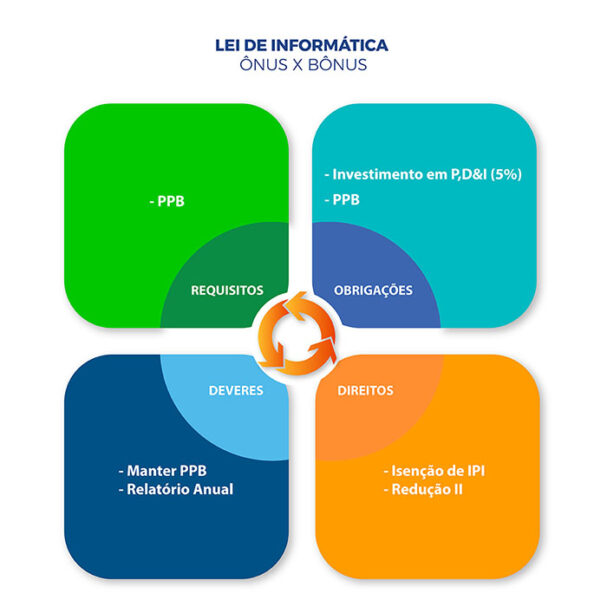 LEI DE INFORMÁTICA
ÔNUS X BÔNUS
- PPB
REQUISITOS
- Investimento em P,D&I (5%)
- PPB
OBRIGAÇÕES
DEVERES
- Manter PPB
- Relatório Anual
DIREITOS
- Isenção de IPI
- Redução II